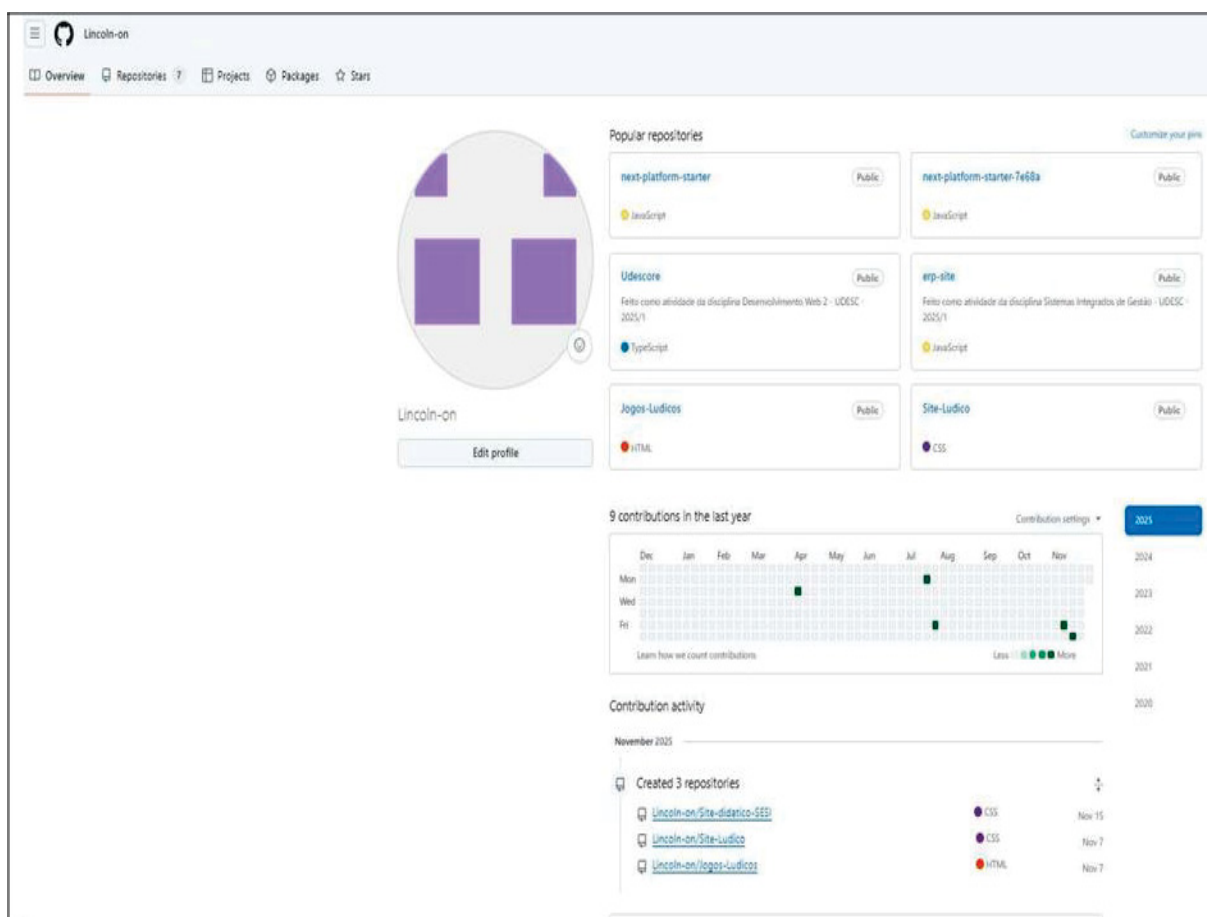 Lincoln-on
Overview Repositories 7 Projects Packages Stars
Popular repositories Customize your pins
next-platform-starter Public
JavaScript
next-platform-starter-7e68a Public
JavaScript
Udescore Public
Feito como atividade da disciplina Desenvolvimento Web 2 - UDESC -
2025/1
TypeScript
erp-site Public
Feito como atividade da disciplina Sistemas Integrados de Gestão - UDESC -
2025/1
JavaScript
Jogos-Ludicos Public
HTML
Site-Ludico Public
CSS
Lincoln-on
Edit profile
9 contributions in the last year Contribution settings
Dec Jan Feb Mar Apr May Jun Jul Aug Sep Oct Nov
Mon
Wed
Fri
Learn how we count contributions Less More
2025
2024
2023
2022
2021
2020
Contribution activity
November 2025
Created 3 repositories
Lincoln-on/Site-didatico-SESI CSS Nov 15
Lincoln-on/Site-Ludico CSS Nov 7
Lincoln-on/Jogos-Ludicos HTML Nov 7